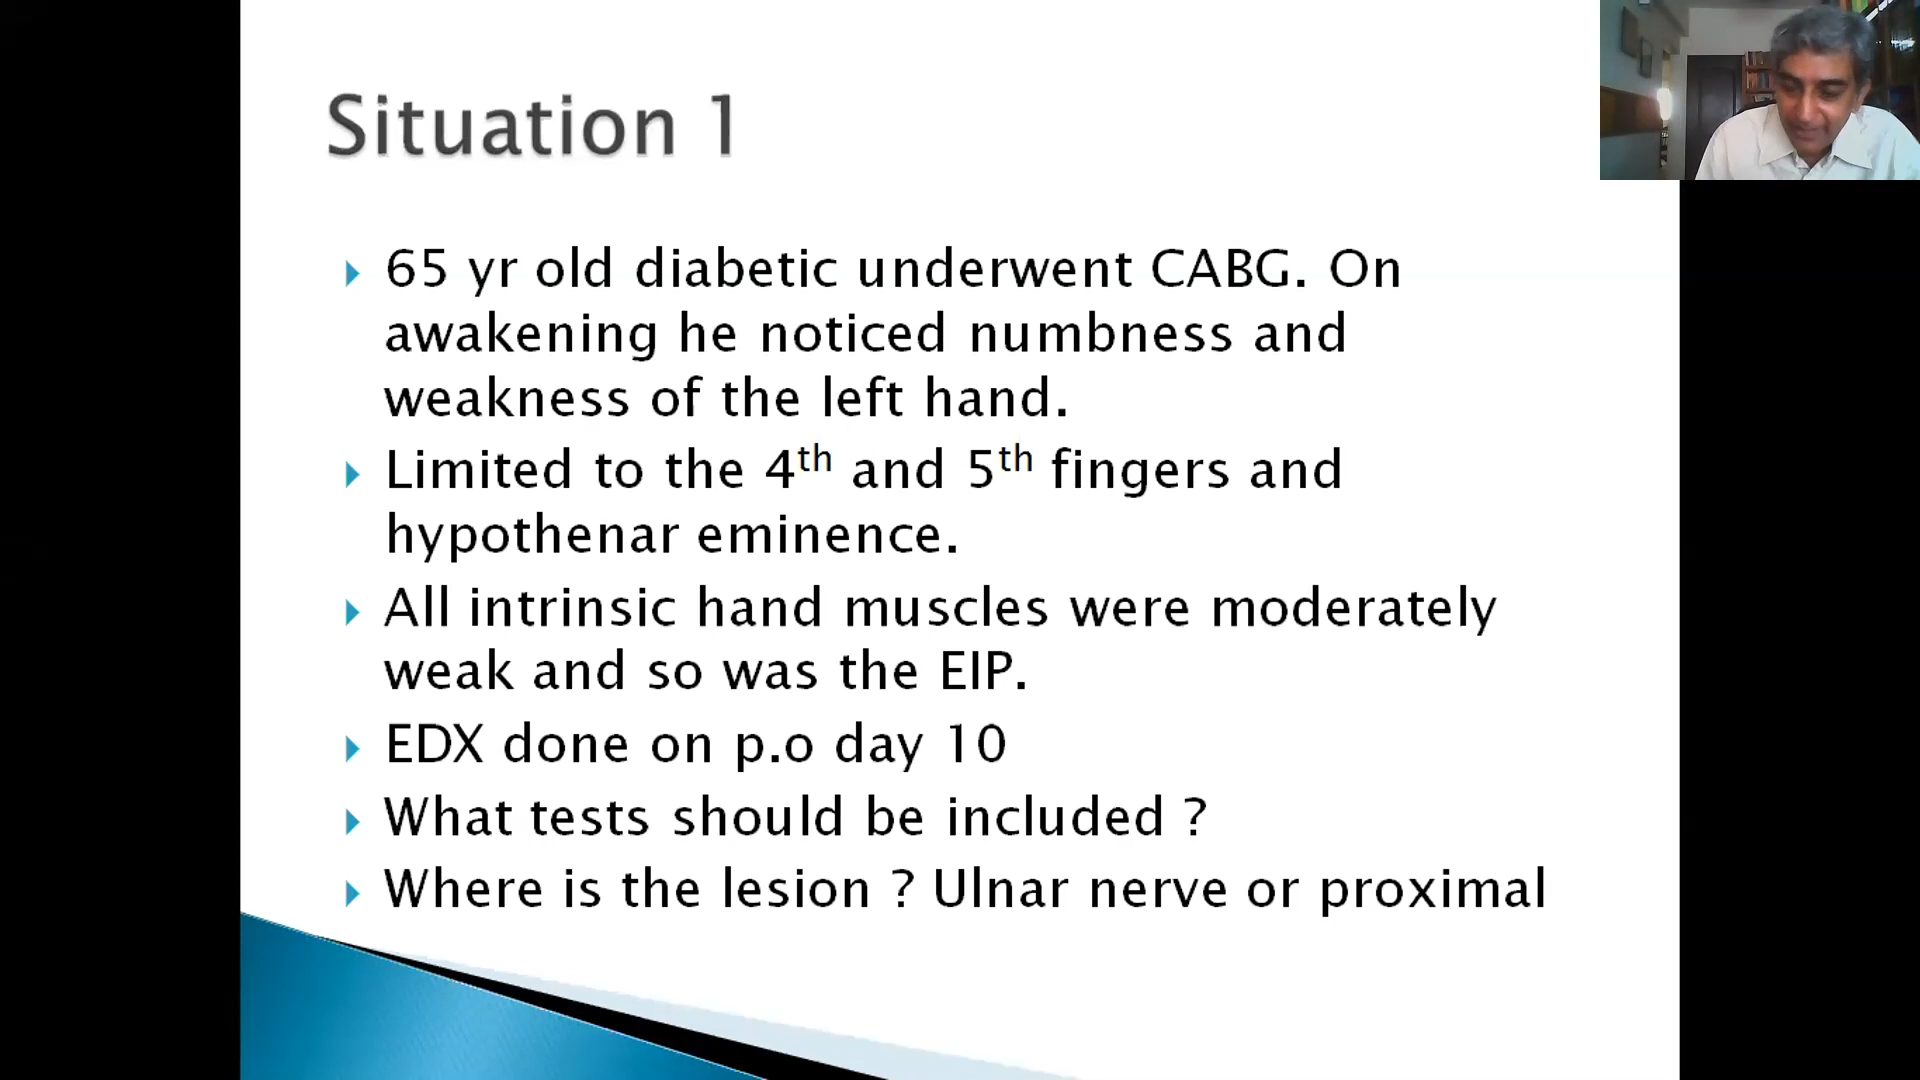 Situation 1
65 yr old diabetic underwent CABG. On
awakening he noticed numbness and
weakness of the left hand.
Limited to the 4th and 5th fingers and
hypothenar eminence.
All intrinsic hand muscles were moderately
weak and so was the EIP.
EDX done on p.o day 10
What tests should be included ?
Where is the lesion ? Ulnar nerve or proximal